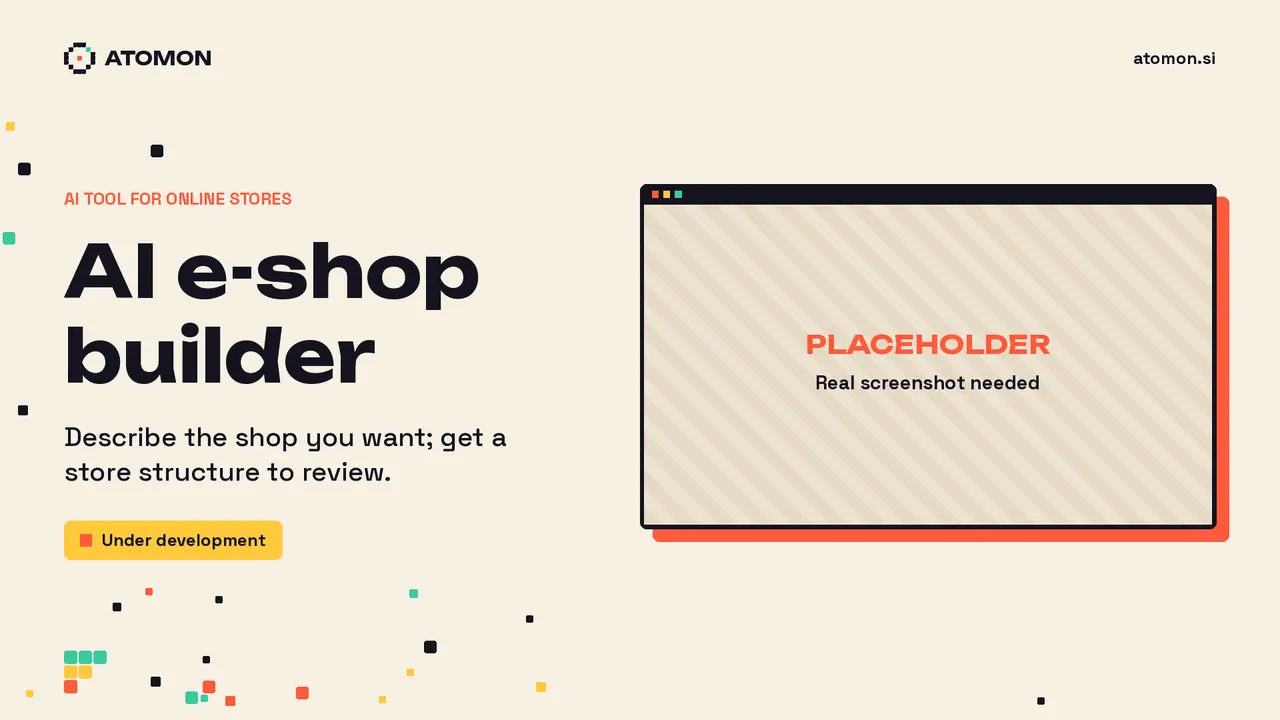 ATOMON
atomon.si
AI TOOL FOR ONLINE STORES
AI e-shop
builder
Describe the shop you want; get a
store structure to review.
Under development
PLACEHOLDER
Real screenshot needed